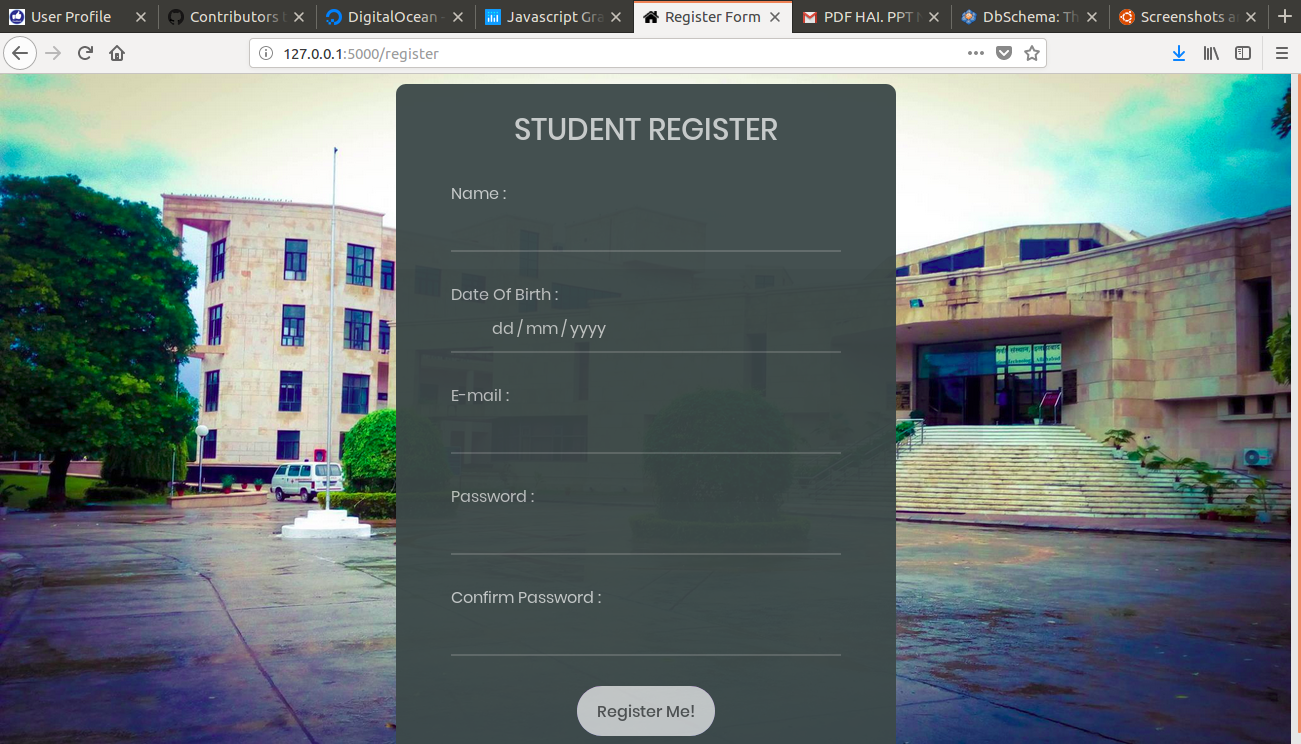 User Profile
Contributors t
DigitalOcean
Javascript Gra
Register Form
PDF HAI. PPT N
DbSchema: Th
Screenshots a
127.0.0.1:5000/register
STUDENT REGISTER
Name :
Date Of Birth :
dd / mm / yyyy
E-mail :
Password :
Confirm Password :
Register Me!